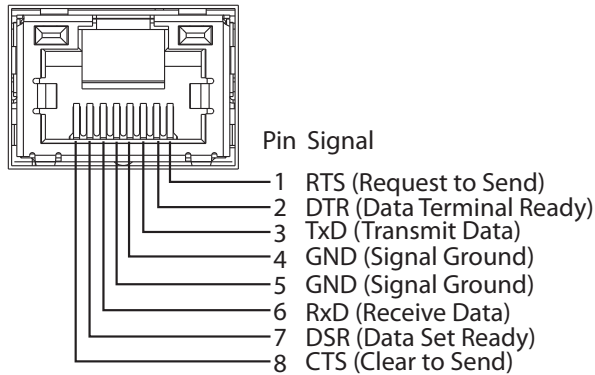 Pin Signal
1 RTS (Request to Send)
2 DTR (Data Terminal Ready)
3 TxD (Transmit Data)
4 GND (Signal Ground)
5 GND (Signal Ground)
6 RxD (Receive Data)
7 DSR (Data Set Ready)
8 CTS (Clear to Send)